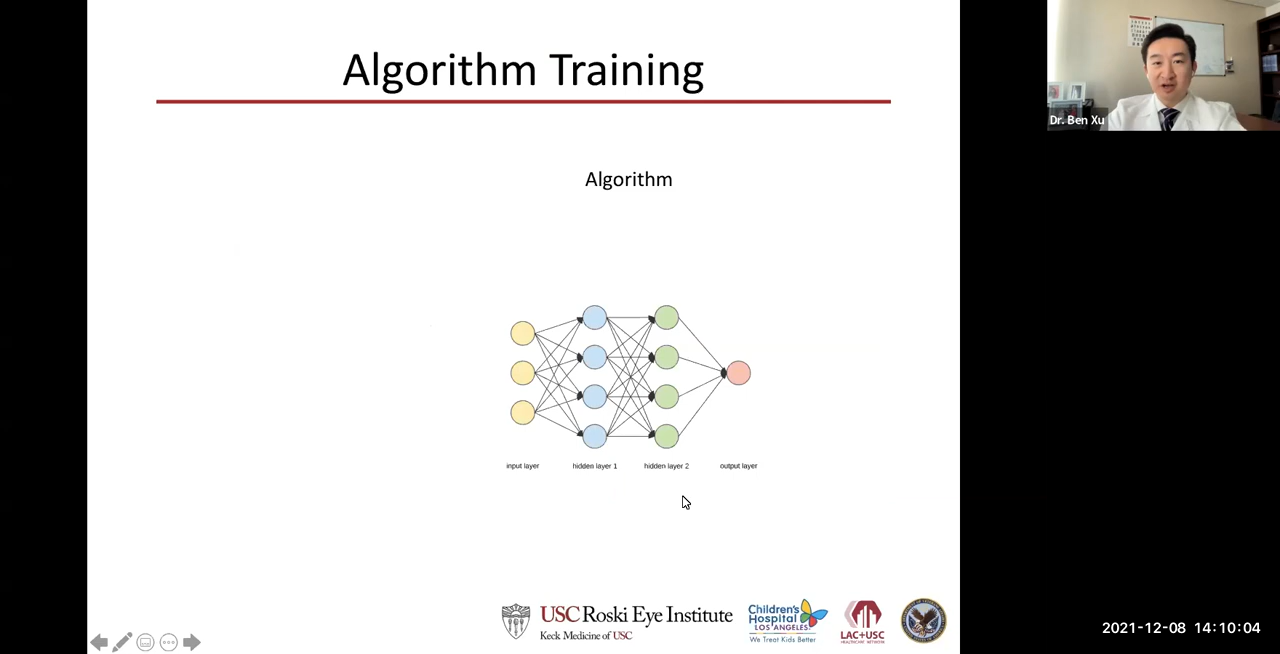 Algorithm Training
Dr. Ben Xu
Algorithm
input layer
hidden layer 1
hidden layer 2
output layer
USC Roski Eye Institute
Keck Medicine of USC
Children's
Hospital
LOS ANGELES
We Treat Kids Better
LAC+USC
2021-12-08 14:10:04